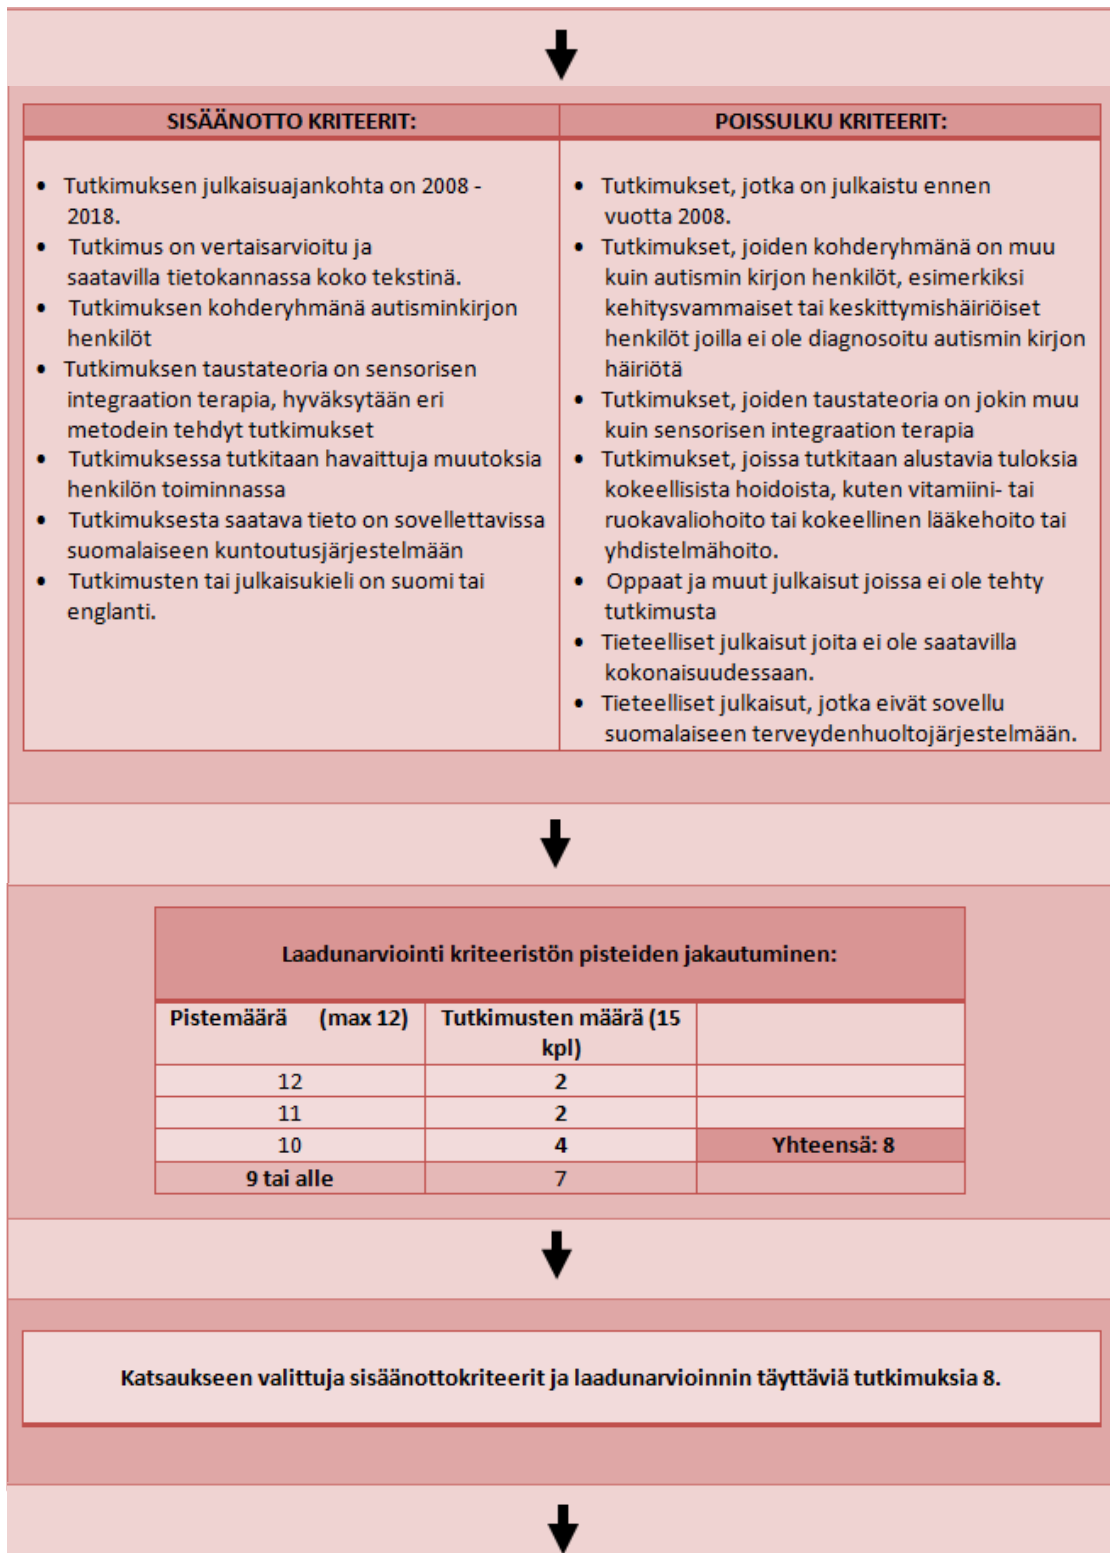 SISÄÄNOTTO KRITEERIT:
• Tutkimuksen julkaisuajankohta on 2008 -
2018.
• Tutkimus on vertaisarvioitu ja
saatavilla tietokannassa koko tekstinä.
• Tutkimuksen kohderyhmänä autisminkirjon
henkilöt
• Tutkimuksen taustateoria on sensorisen
integraation terapia, hyväksytään eri
metodein tehdyt tutkimukset
• Tutkimuksessa tutkitaan havaittuja muutoksia
henkilön toiminnassa
• Tutkimuksesta saatava tieto on sovellettavissa
suomalaiseen kuntoutusjärjestelmään
• Tutkimusten tai julkaisukieli on suomi tai
englanti.
POISSULKU KRITEERIT:
• Tutkimukset, jotka on julkaistu ennen
vuotta 2008.
• Tutkimukset, joiden kohderyhmänä on muu
kuin autismin kirjon henkilöt, esimerkiksi
kehitysvammaiset tai keskittymishäiriöiset
henkilöt joilla ei ole diagnosoitu autismin kirjon
häiriötä
• Tutkimukset, joiden taustateoria on jokin muu
kuin sensorisen integraation terapia
• Tutkimukset, joissa tutkitaan alustavia tuloksia
kokeellisista hoidoista, kuten vitamiini- tai
ruokavaliohoito tai kokeellinen lääkehoito tai
yhdistelmähoito.
• Oppaat ja muut julkaisut joissa ei ole tehty
tutkimusta
• Tieteelliset julkaisut joita ei ole saatavilla
kokonaisuudessaan.
• Tieteelliset julkaisut, jotka eivät sovellu
suomalaiseen terveydenhuoltojärjestelmään.
Laadunarviointi kriteeristön pisteiden jakautuminen:
Pistemäärä (max 12) Tutkimusten määrä (15
kpl)
12 2
11 2
10 4 Yhteensä: 8
9 tai alle 7
Katsaukseen valittuja sisäänottokriteerit ja laadunarvioinnin täyttäviä tutkimuksia 8.